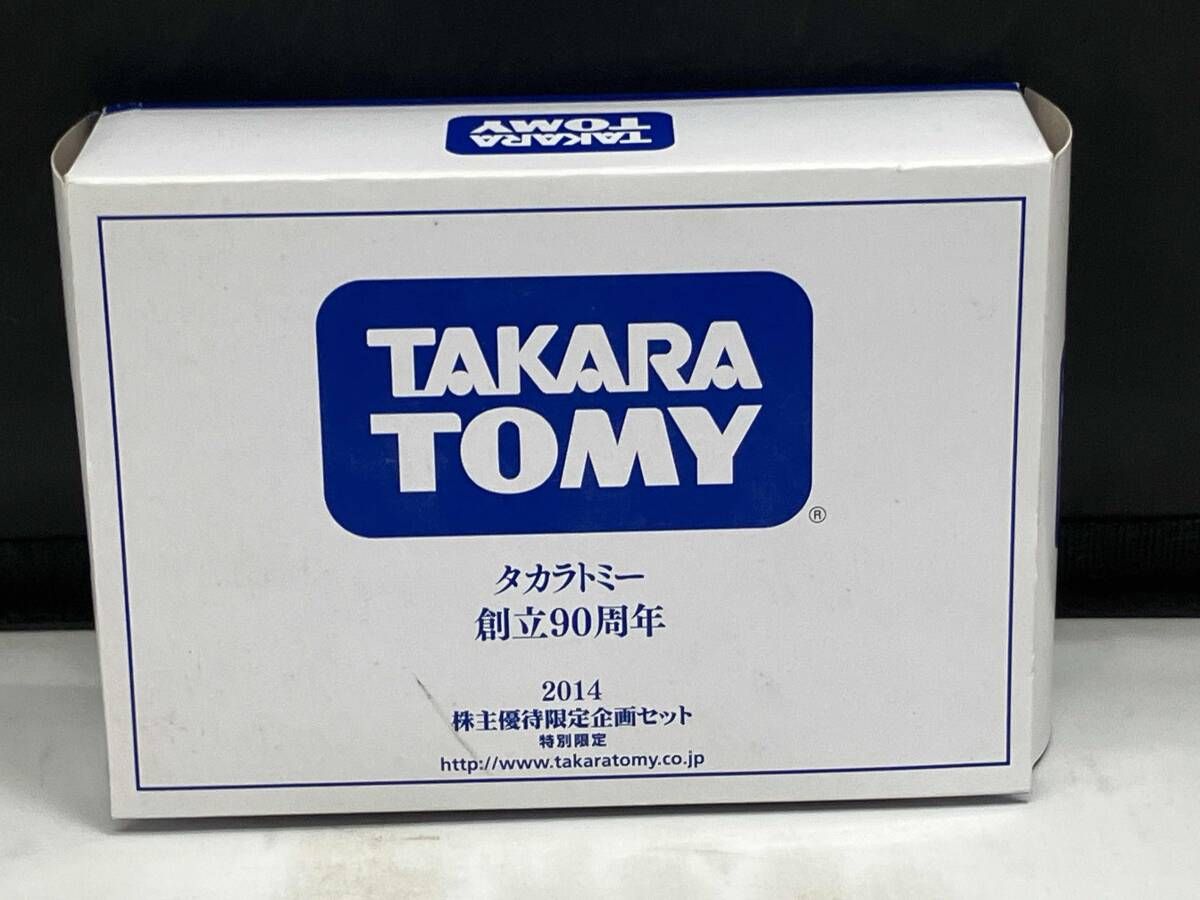 TAKARA
TOMY
TAKARA
TOMY
®
タカラトミー
創立90周年
2014
株主優待限定企画セット
特別限定
http://www.takaratomy.co.jp